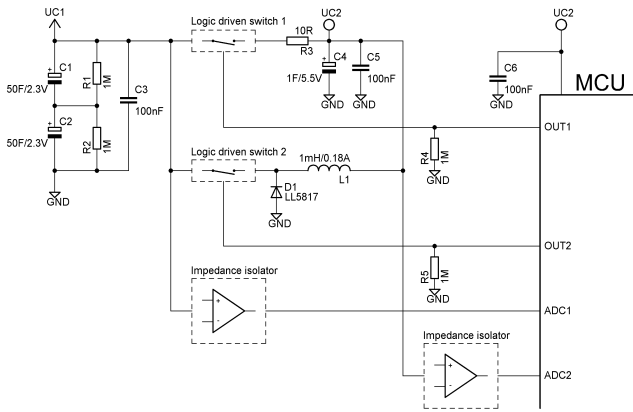 UC1
Logic driven switch 1
UC2
UC2
10R
R3
C4
C5
1F/5.5V
100nF
GND
GND
C6
100nF
GND
MCU
C1
50F/2.3V
R1
1M
C3
100nF
C2
50F/2.3V
R2
1M
GND
OUT1
R4
1M
GND
Logic driven switch 2
1mH/0.18A
L1
D1
LL5817
GND
OUT2
R5
1M
GND
Impedance isolator
+
-
ADC1
Impedance isolator
+
-
ADC2